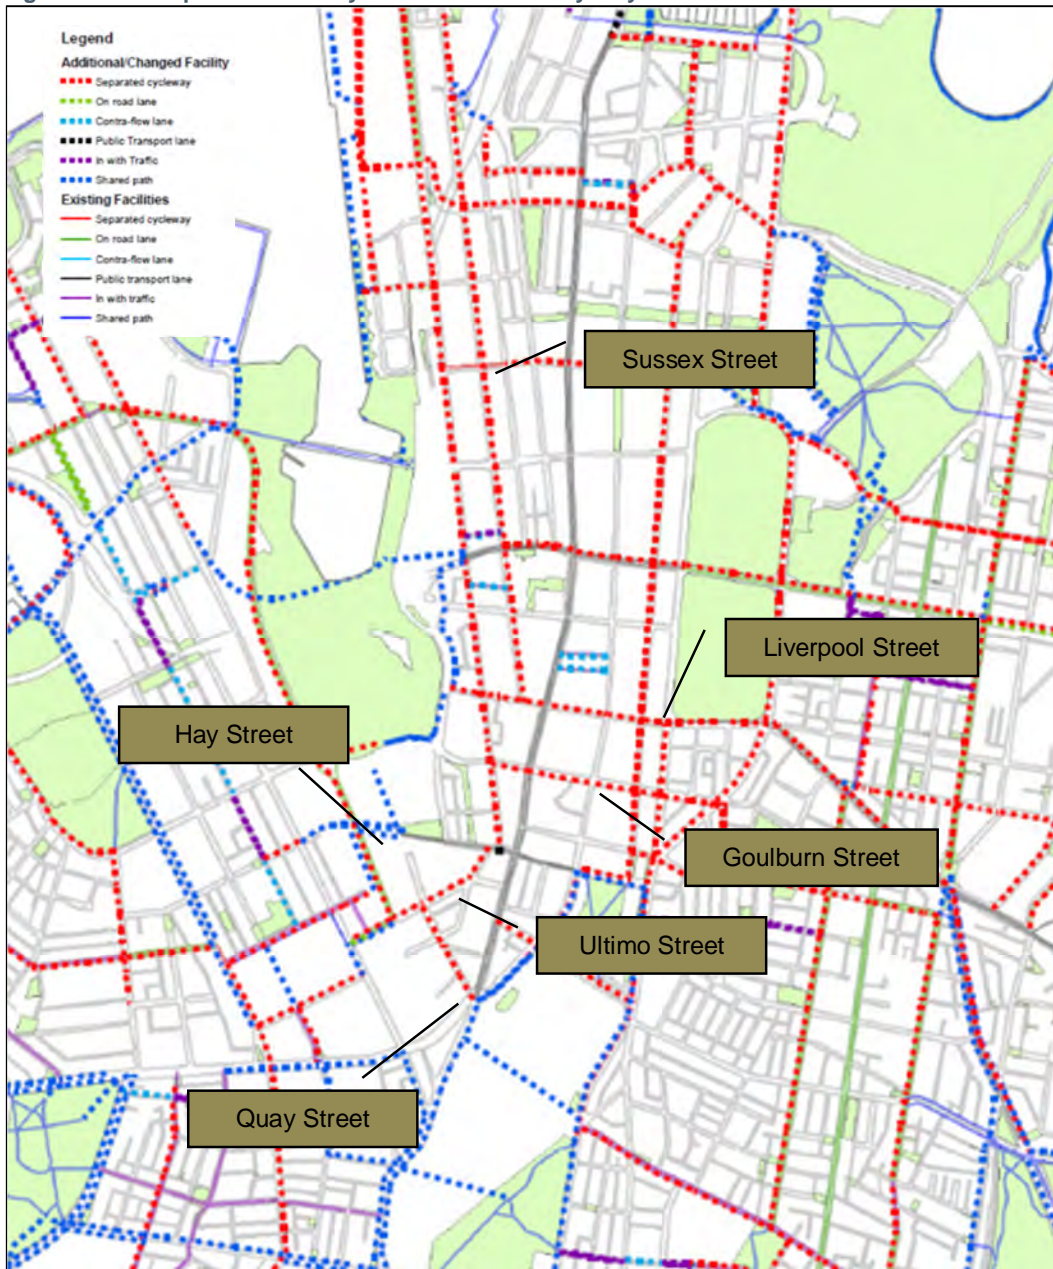 Legend
Additional/Changed Facility
Separated cycleway
On road lane
Contra-flow lane
Public Transport lane
In with Traffic
Shared path
Existing Facilities
Separated cycleway
On road lane
Contra-flow lane
Public transport lane
In with traffic
Shared path
Sussex Street
Liverpool Street
Hay Street
Goulburn Street
Ultimo Street
Quay Street